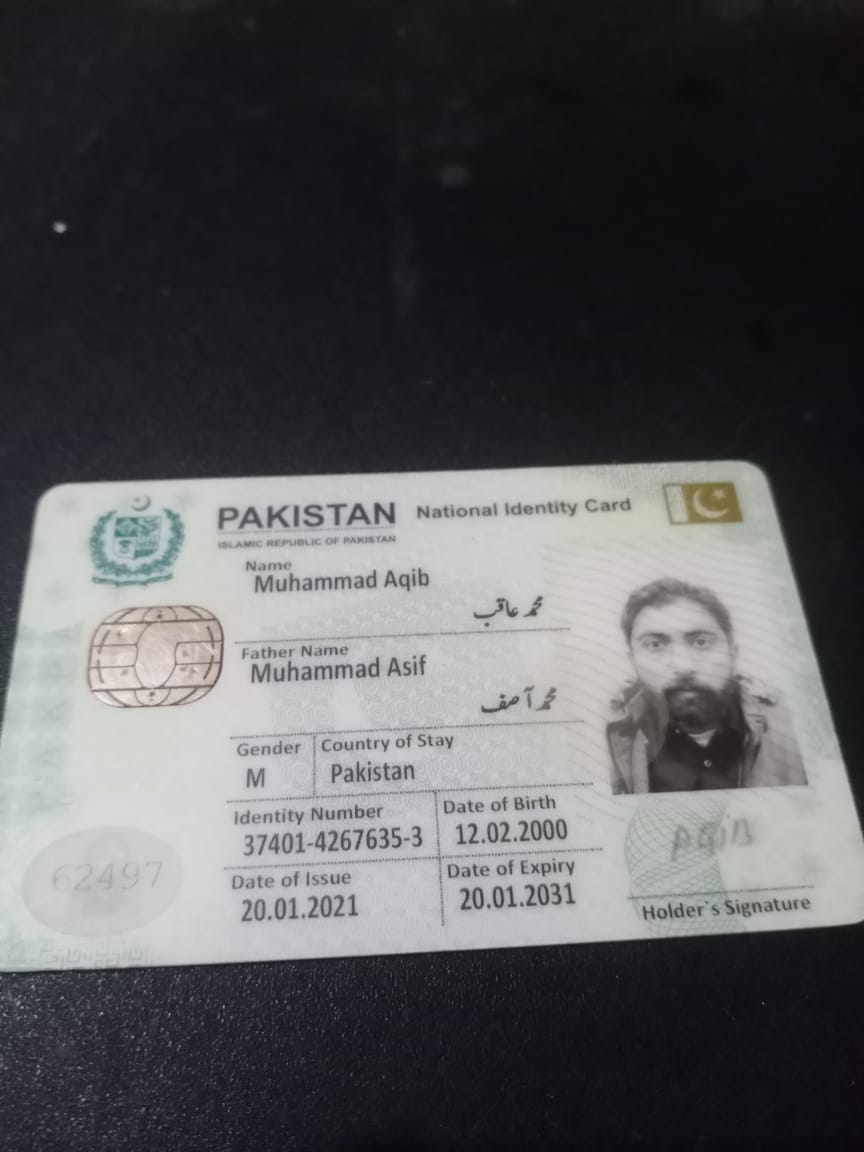 PAKISTAN National Identity Card
ISLAMIC REPUBLIC OF PAKISTAN
Name
Muhammad Aqib
محمد عاقب
Father Name
Muhammad Asif
محمد آصف
Gender Country of Stay
M Pakistan
Identity Number Date of Birth
37401-4267635-3 12.02.2000
Date of Issue Date of Expiry
20.01.2021 20.01.2031
62497
AQIB
Holder`s Signature